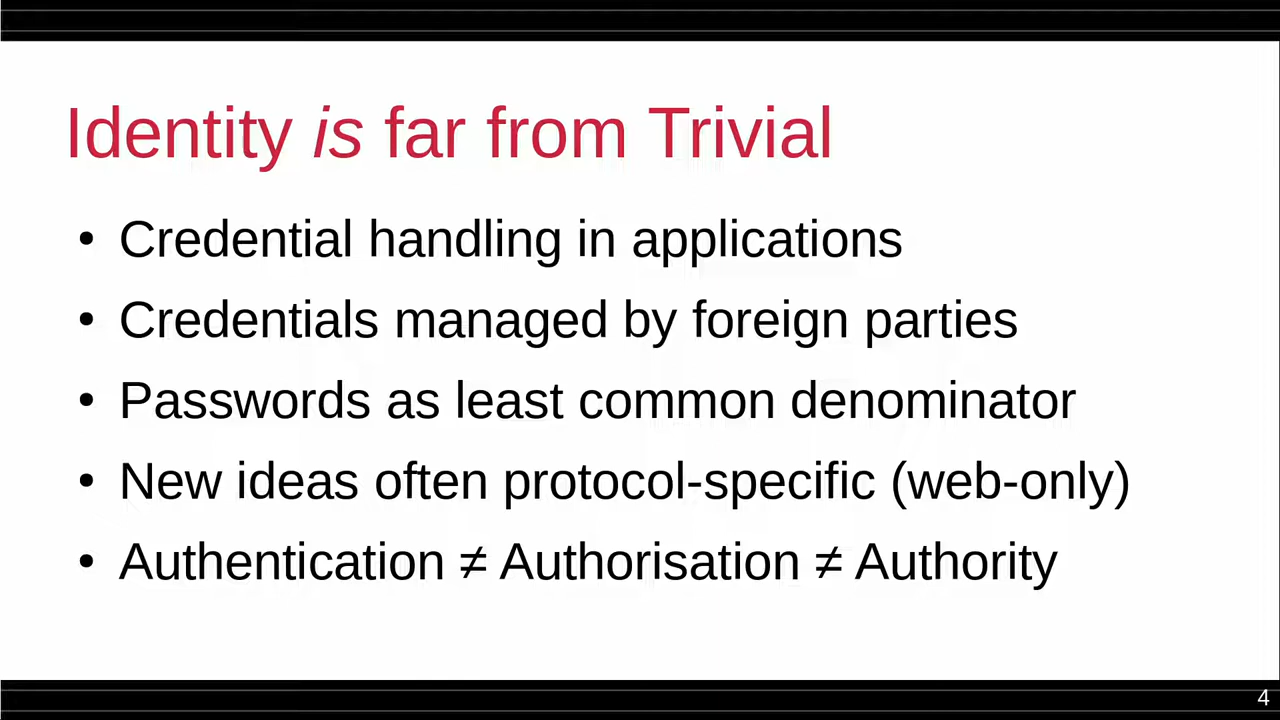 Identity is far from Trivial
• Credential handling in applications
• Credentials managed by foreign parties
• Passwords as least common denominator
• New ideas often protocol-specific (web-only)
• Authentication ≠ Authorisation ≠ Authority
4